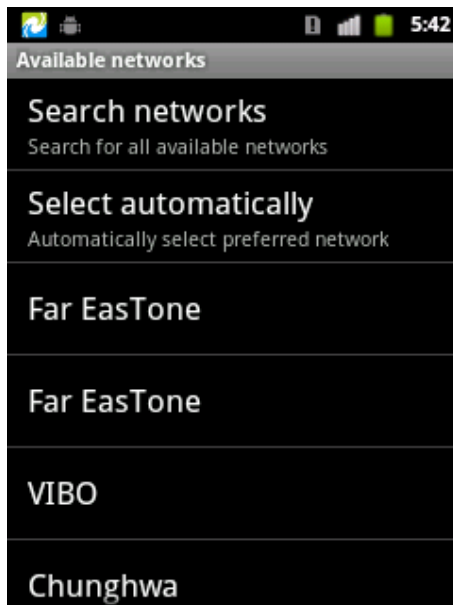 5:42
Available networks
Search networks
Search for all available networks
Select automatically
Automatically select preferred network
Far EasTone
Far EasTone
VIBO
Chunghwa